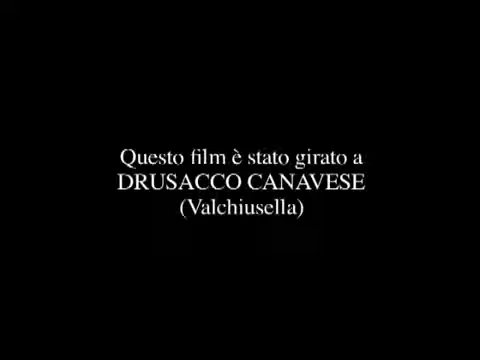 Questo film è stato girato a
DRUSACCO CANAVESE
(Valchiusella)